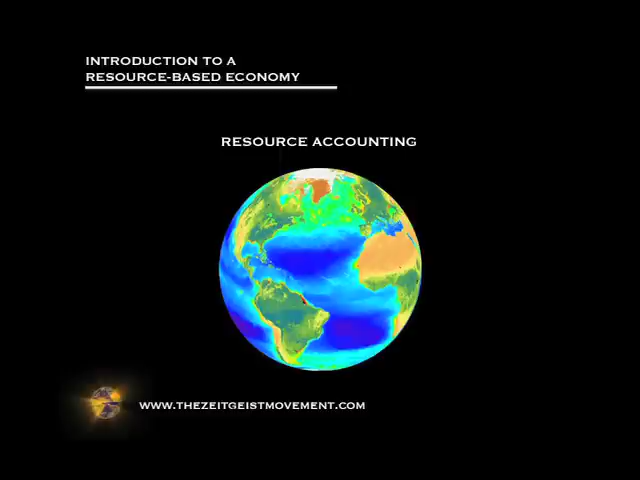 INTRODUCTION TO A
RESOURCE-BASED ECONOMY
RESOURCE ACCOUNTING
WWW.THEZEITGEISTMOVEMENT.COM